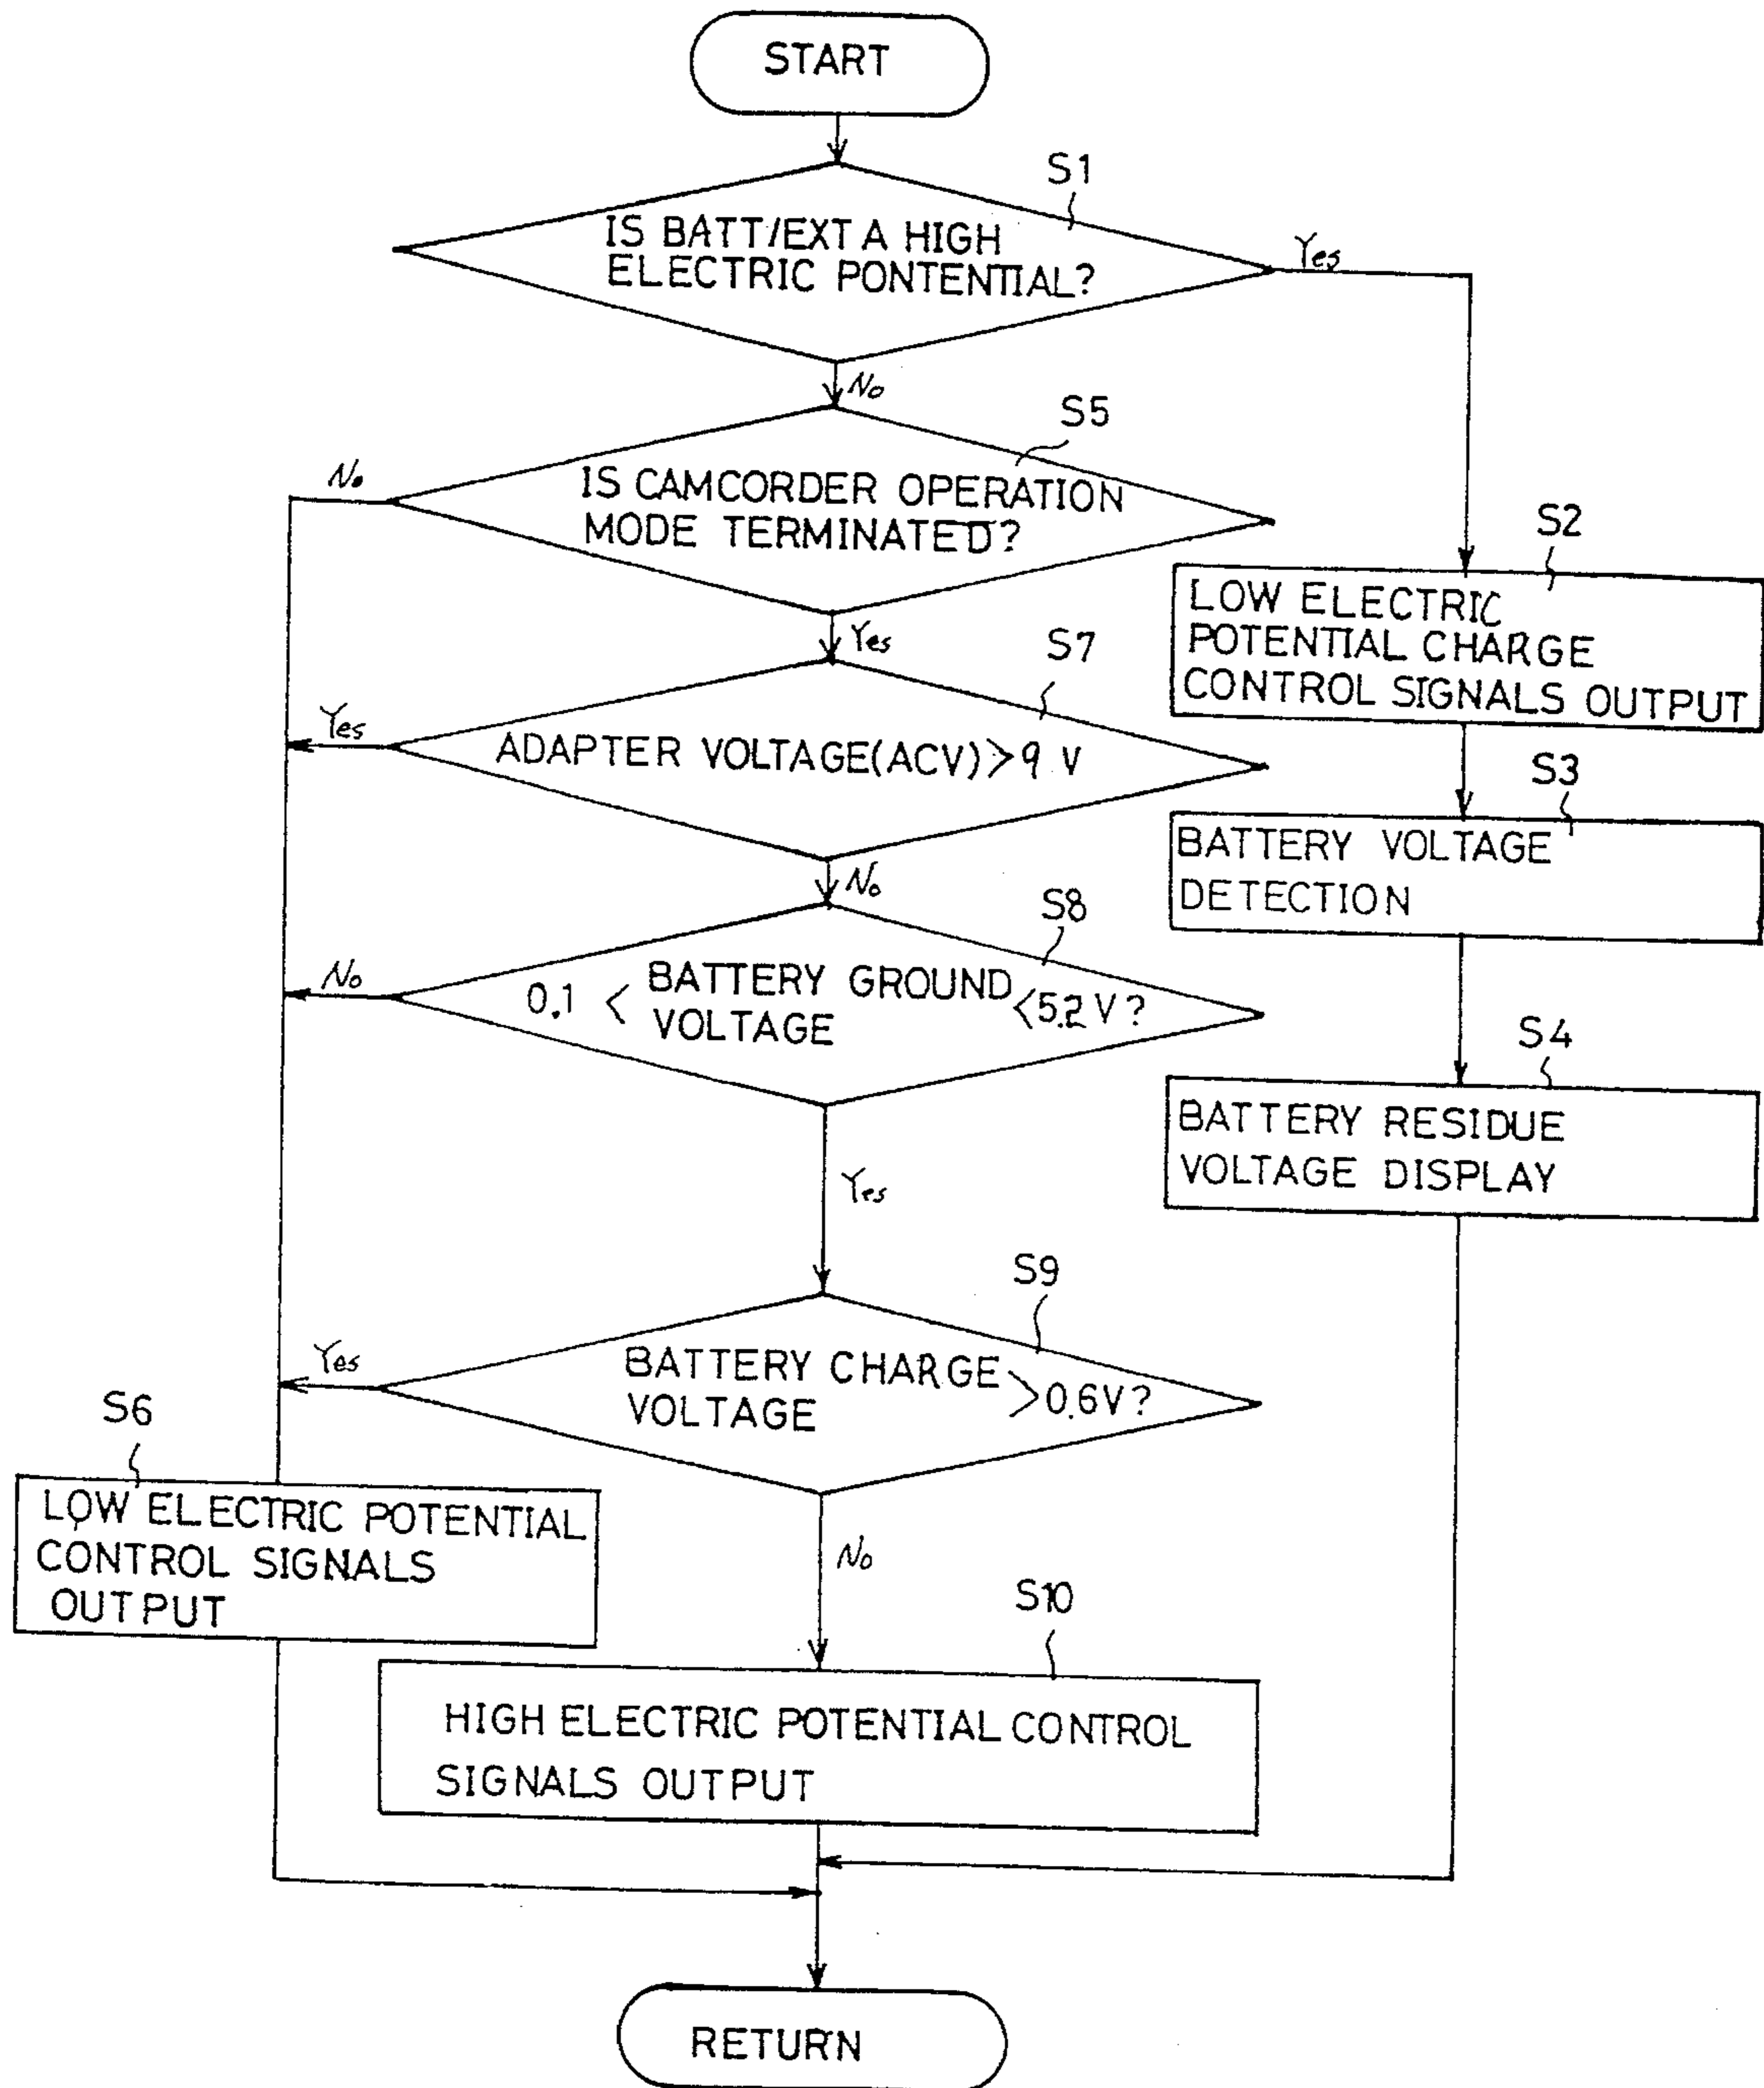 START
S1
IS BATT/EXT A HIGH
ELECTRIC PONTENTIAL?
Yes
No
S5
No
IS CAMCORDER OPERATION
MODE TERMINATED?
S2
LOW ELECTRIC
POTENTIAL CHARGE
CONTROL SIGNALS OUTPUT
Yes
S7
Yes
ADAPTER VOLTAGE(ACV)>9 V
S3
BATTERY VOLTAGE
DETECTION
No
S8
No
0.1 < BATTERY GROUND VOLTAGE <5.2 V?
S4
BATTERY RESIDUE
VOLTAGE DISPLAY
Yes
S9
Yes
BATTERY CHARGE VOLTAGE >0.6V?
S6
LOW ELECTRIC POTENTIAL
CONTROL SIGNALS
OUTPUT
No
S10
HIGH ELECTRIC POTENTIAL CONTROL
SIGNALS OUTPUT
RETURN